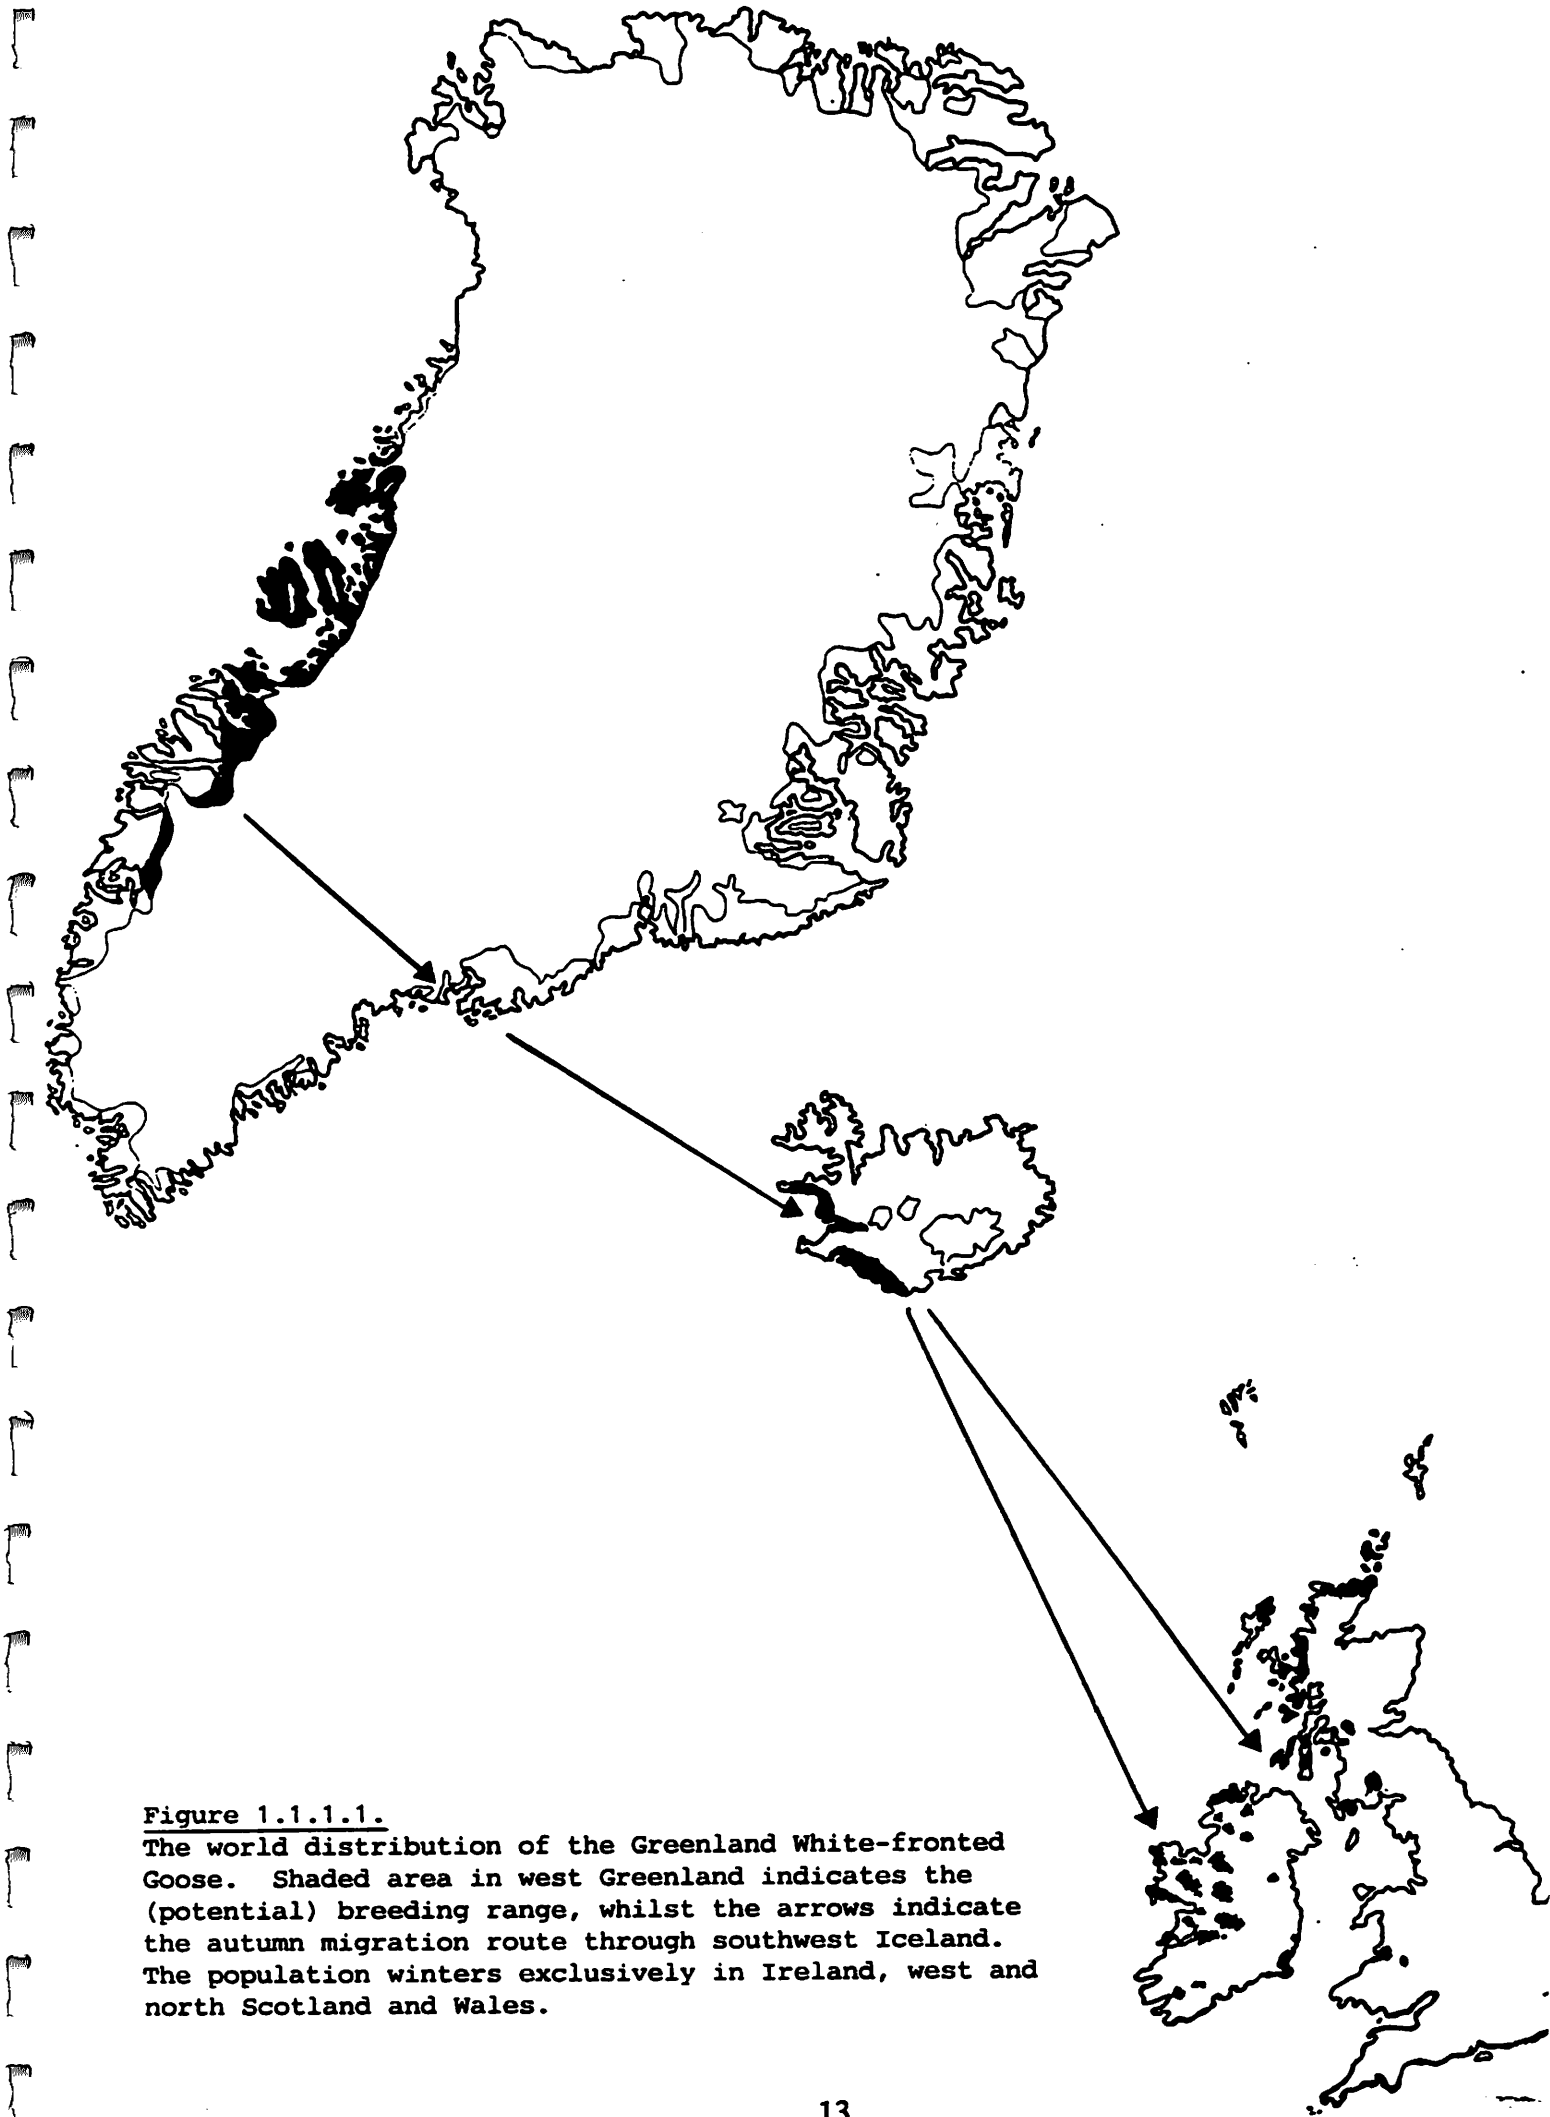 Figure 1.1.1.1.
The world distribution of the Greenland White-fronted
Goose. Shaded area in west Greenland indicates the
(potential) breeding range, whilst the arrows indicate
the autumn migration route through southwest Iceland.
The population winters exclusively in Ireland, west and
north Scotland and Wales.
13